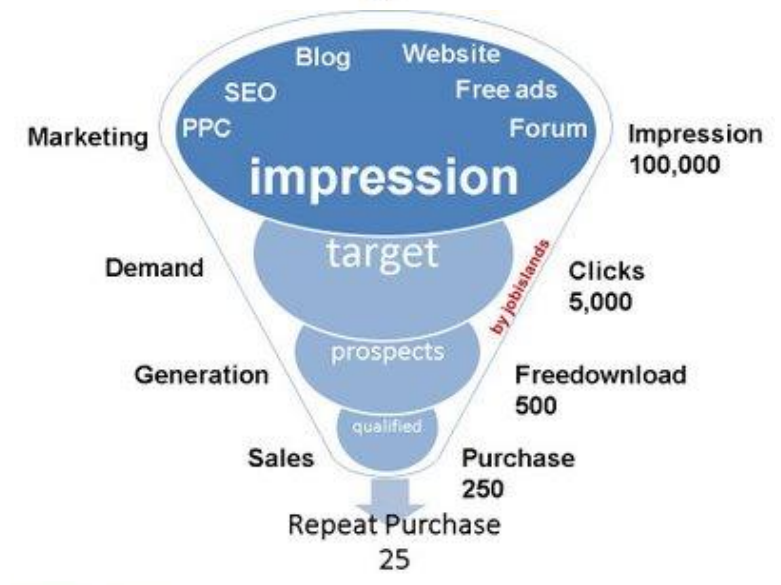 Blog
Website
SEO
Free ads
Marketing
PPC
Forum
Impression
100,000
impression
target
Demand
by jobislands
Clicks
5,000
prospects
Generation
Freedownload
500
qualified
Sales
Purchase
250
Repeat Purchase
25